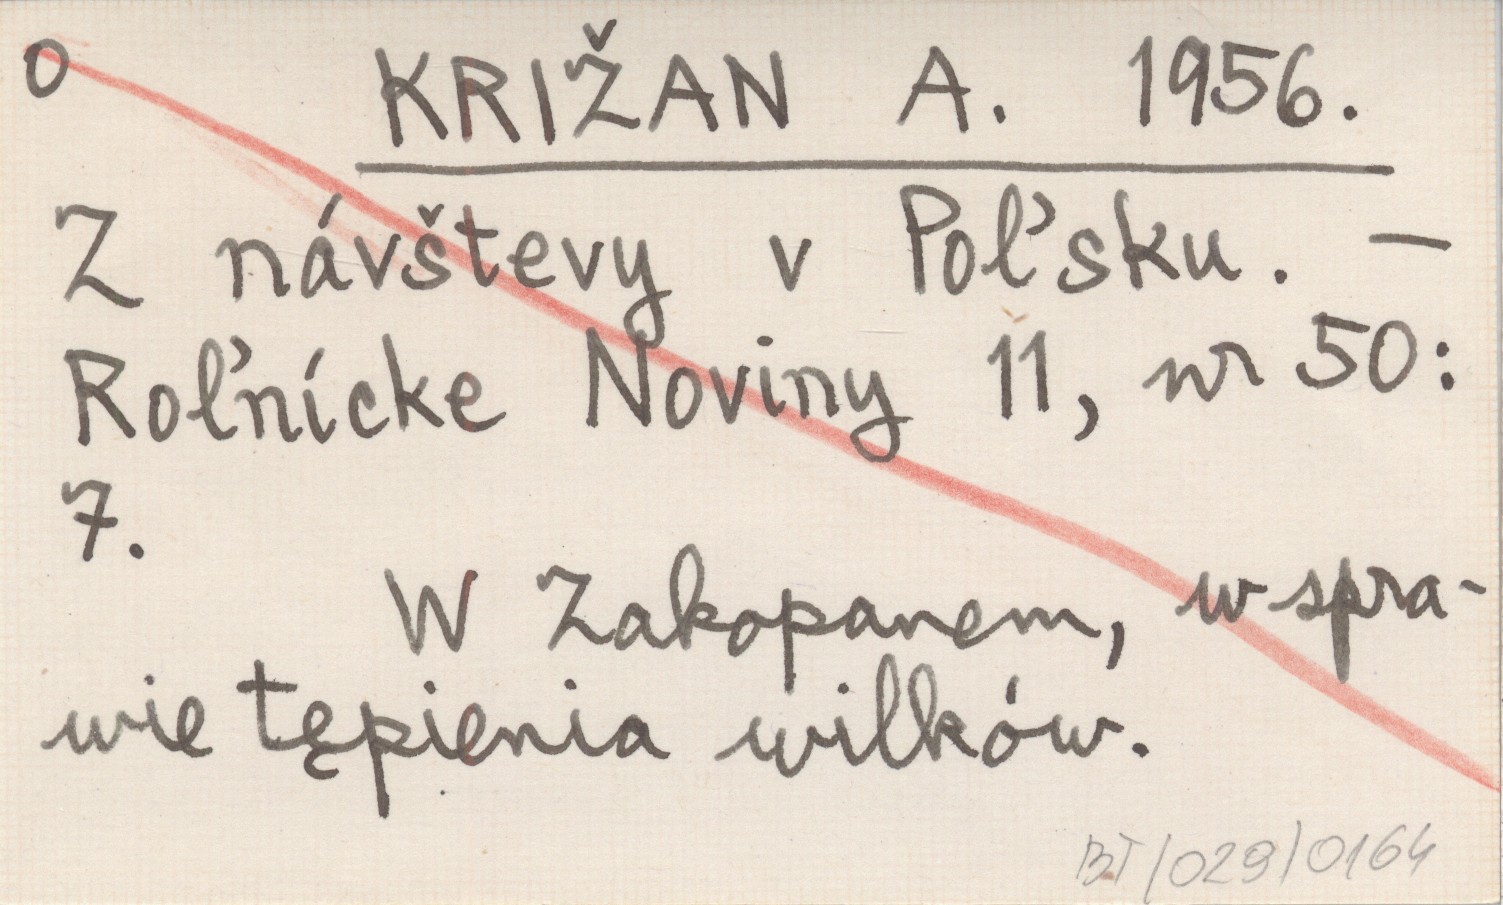 O KRIŽAN A. 1956.
Z návštevy v Poľsku. —
Roľnícke Noviny 11, nr 50:
7.
W Zakopanem, w spra-
wie tępienia wilków.
BT/029/0164